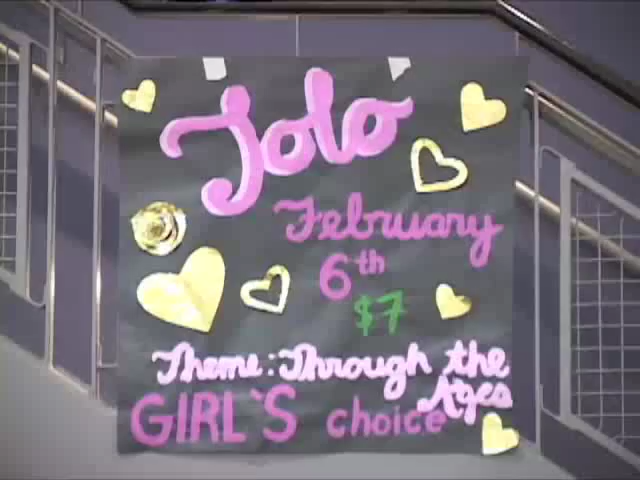 Tolo
February
6th
$7
Theme: Through the
Ages
GIRL'S choice